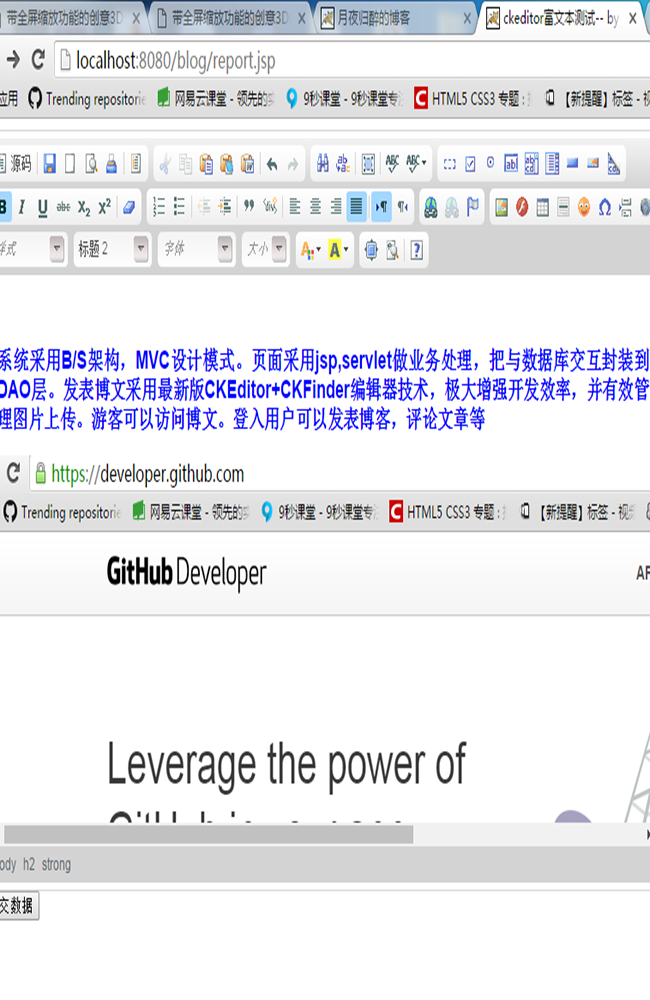 带全屏缩放功能的创意3D
带全屏缩放功能的创意3D
月夜归醉的博客
ckeditor富文本测试-- by
localhost:8080/blog/report.jsp
应用
Trending repositorie
网易云课堂 - 领先的实
9秒课堂 - 9秒课堂专注
HTML5 CSS3 专题 :
【新提醒】标签 - 视
源码
ABC ABC
B I U abc X2 X²
样式
标题 2
字体
大小
A A ?
系统采用B/S架构，MVC设计模式。页面采用jsp,servlet做业务处理，把与数据库交互封装到
DAO层。发表博文采用最新版CKEditor+CKFinder编辑器技术，极大增强开发效率，并有效管
理图片上传。游客可以访问博文。登入用户可以发表博客，评论文章等
https://developer.github.com
Trending repositorie
网易云课堂 - 领先的实
9秒课堂 - 9秒课堂专注
HTML5 CSS3 专题 :
【新提醒】标签 - 视频
GitHub Developer
AP
Leverage the power of
ody h2 strong
交数据